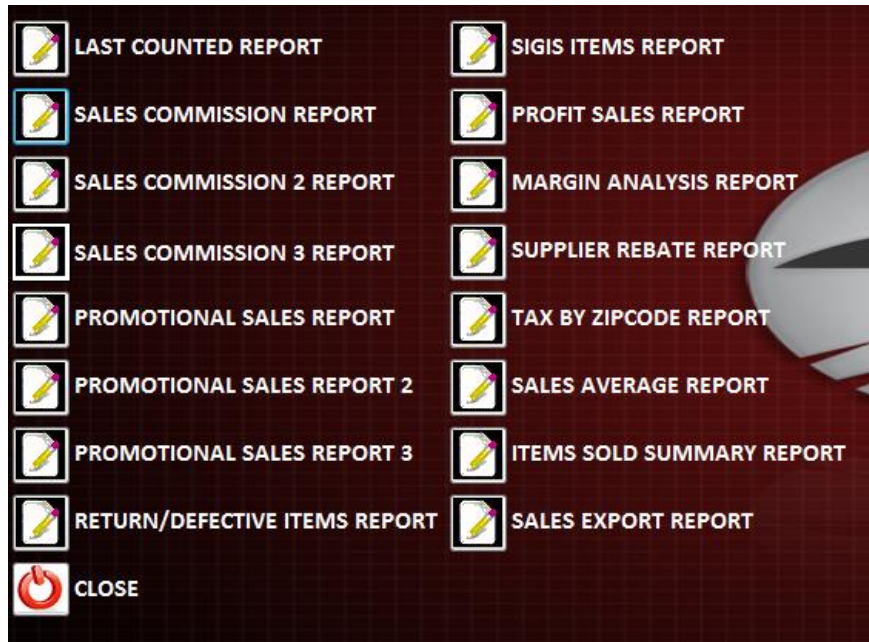 LAST COUNTED REPORT
SALES COMMISSION REPORT
SALES COMMISSION 2 REPORT
SALES COMMISSION 3 REPORT
PROMOTIONAL SALES REPORT
PROMOTIONAL SALES REPORT 2
PROMOTIONAL SALES REPORT 3
RETURN/DEFECTIVE ITEMS REPORT
CLOSE
SIGIS ITEMS REPORT
PROFIT SALES REPORT
MARGIN ANALYSIS REPORT
SUPPLIER REBATE REPORT
TAX BY ZIPCODE REPORT
SALES AVERAGE REPORT
ITEMS SOLD SUMMARY REPORT
SALES EXPORT REPORT